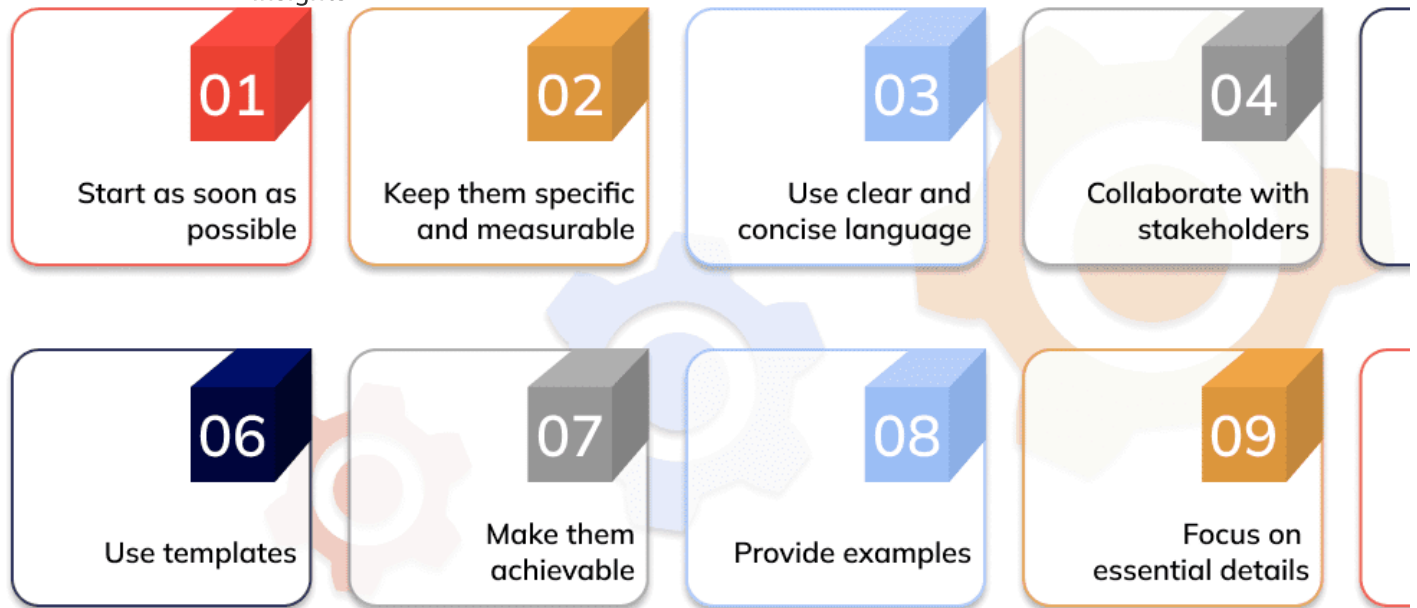 01
Start as soon as
possible
02
Keep them specific
and measurable
03
Use clear and
concise language
04
Collaborate with
stakeholders
06
Use templates
07
Make them
achievable
08
Provide examples
09
Focus on
essential details